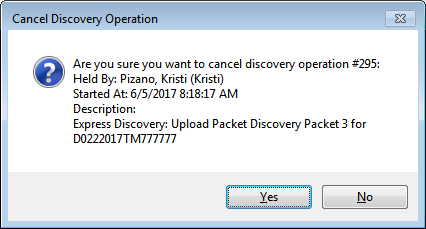 Cancel Discovery Operation
Are you sure you want to cancel discovery operation #295:
Held By: Pizano, Kristi (Kristi)
Started At: 6/5/2017 8:18:17 AM
Description:
Express Discovery: Upload Packet Discovery Packet 3 for
D0222017TM777777
Yes
No